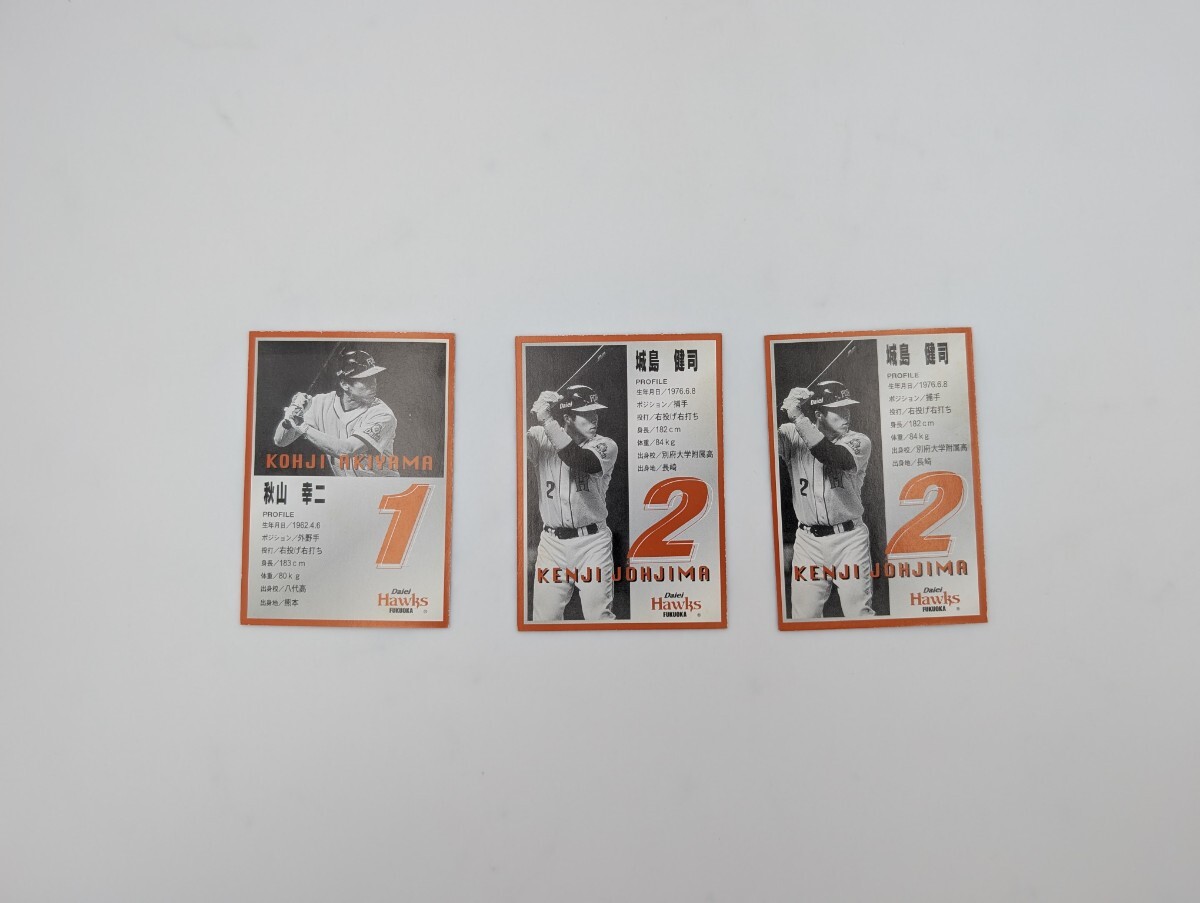 KOHJI AKIYAMA
秋山 幸二
PROFILE
生年月日/1962.4.6
ポジション/外野手
投打/右投げ右打ち
身長/183cm
体重/80kg
出身校/八代高
出身地/熊本
1
Daiei
Hawks
FUKUOKA
®
城島 健司
PROFILE
生年月日/1976.6.8
ポジション/捕手
投打/右投げ右打ち
身長/182cm
体重/84kg
出身校/別府大学附属高
出身地/長崎
Daiei
2
2
KENJI JOHJIMA
Daiei
Hawks
FUKUOKA
®
城島 健司
PROFILE
生年月日/1976.6.8
ポジション/捕手
投打/右投げ右打ち
身長/182cm
体重/84kg
出身校/別府大学附属高
出身地/長崎
2
2
KENJI JOHJIMA
Daiei
Hawks
FUKUOKA
®